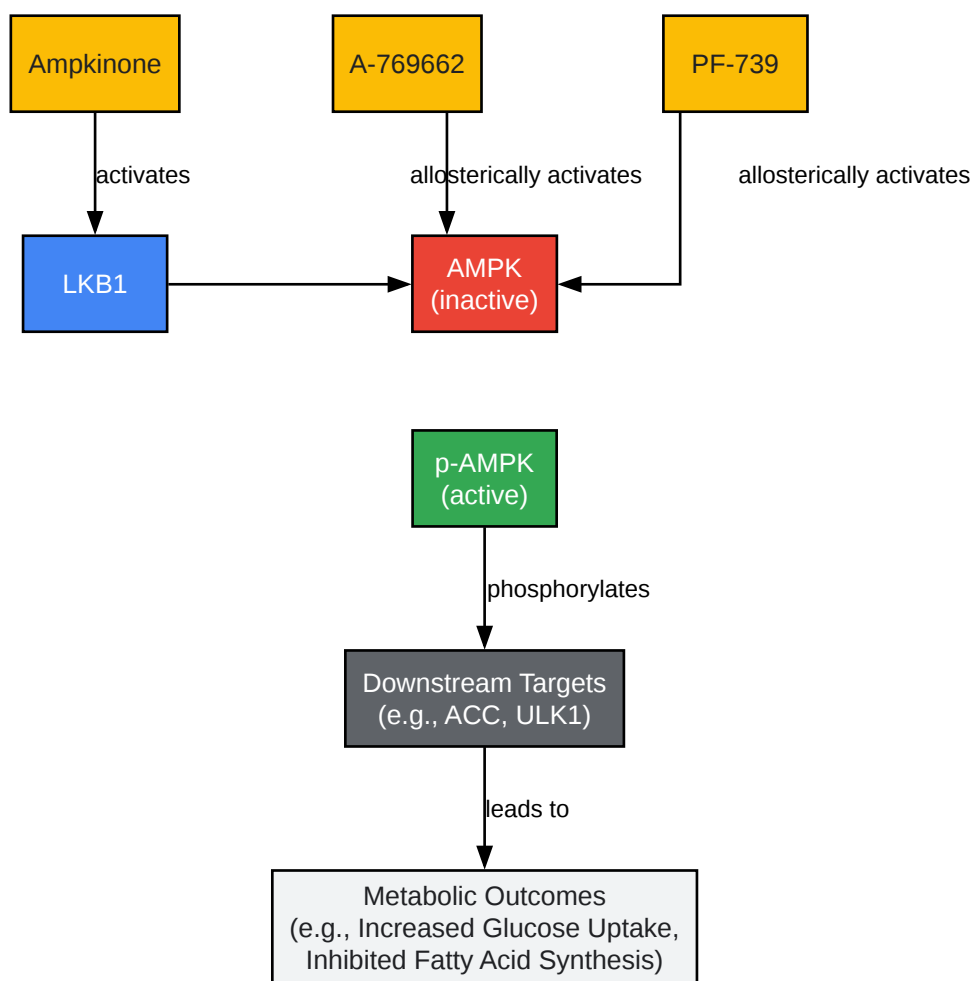 Ampkinone
A-769662
PF-739
activates
allosterically activates
allosterically activates
LKB1
AMPK
(inactive)
p-AMPK
(active)
phosphorylates
Downstream Targets
(e.g., ACC, ULK1)
leads to
Metabolic Outcomes
(e.g., Increased Glucose Uptake,
Inhibited Fatty Acid Synthesis)